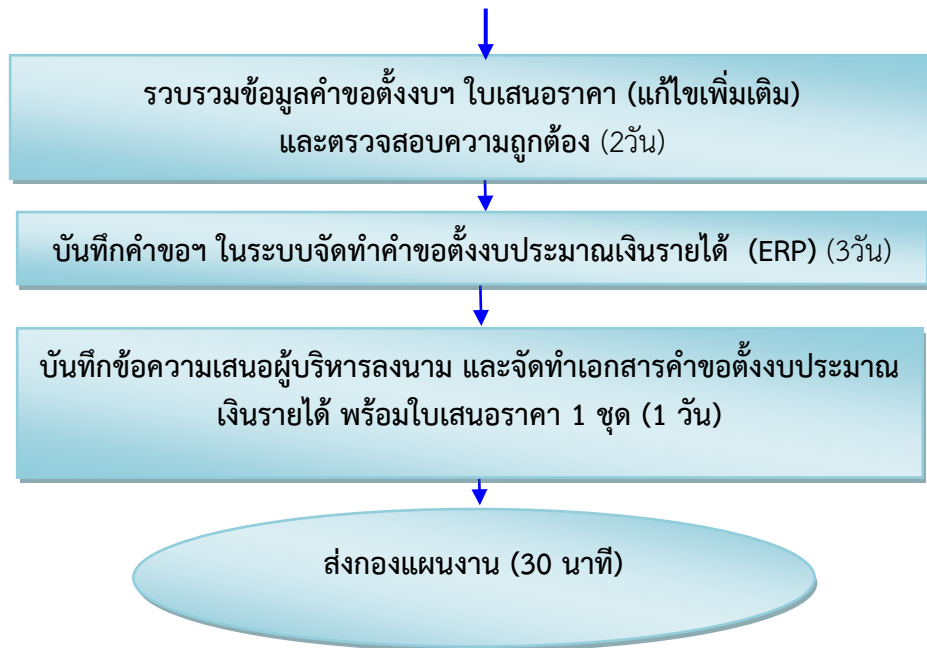 รวบรวมข้อมูลคำขอตั้งงบฯ ใบเสนอราคา (แก้ไขเพิ่มเติม)
และตรวจสอบความถูกต้อง (2วัน)
บันทึกคำขอฯ ในระบบจัดทำคำขอตั้งงบประมาณเงินรายได้ (ERP) (3วัน)
บันทึกข้อความเสนอผู้บริหารลงนาม และจัดทำเอกสารคำขอตั้งงบประมาณ
เงินรายได้ พร้อมใบเสนอราคา 1 ชุด (1 วัน)
ส่งกองแผนงาน (30 นาที)